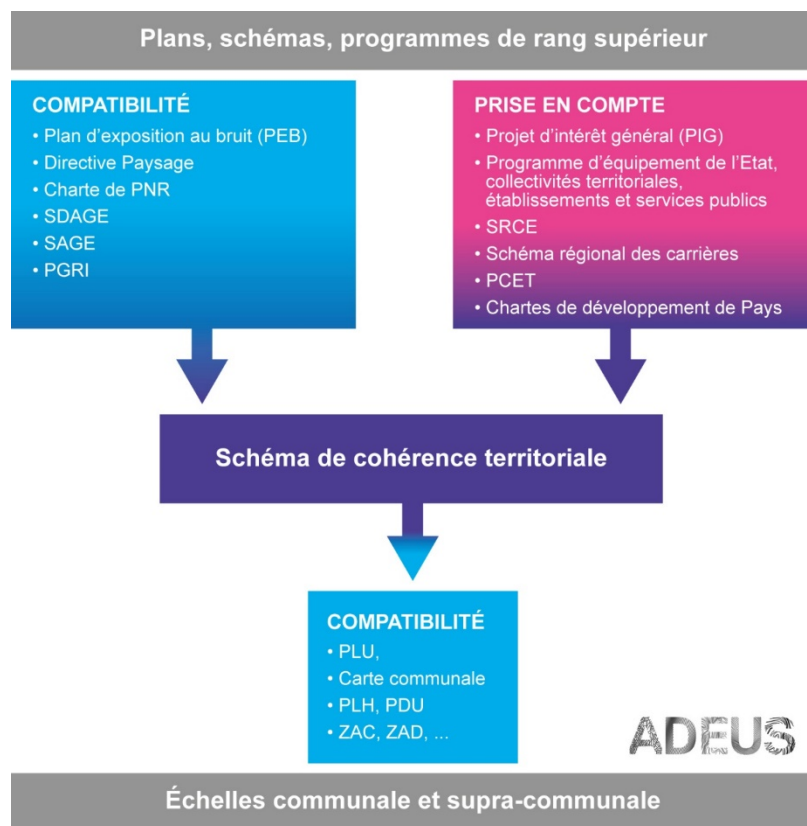 Plans, schémas, programmes de rang supérieur
COMPATIBILITÉ
• Plan d'exposition au bruit (PEB)
• Directive Paysage
• Charte de PNR
• SDAGE
• SAGE
• PGRI
PRISE EN COMPTE
• Projet d'intérêt général (PIG)
• Programme d'équipement de l'Etat,
collectivités territoriales,
établissements et services publics
• SRCE
• Schéma régional des carrières
• PCET
• Chartes de développement de Pays
Schéma de cohérence territoriale
COMPATIBILITÉ
• PLU,
• Carte communale
• PLH, PDU
• ZAC, ZAD, ...
ADEUS
Échelles communale et supra-communale